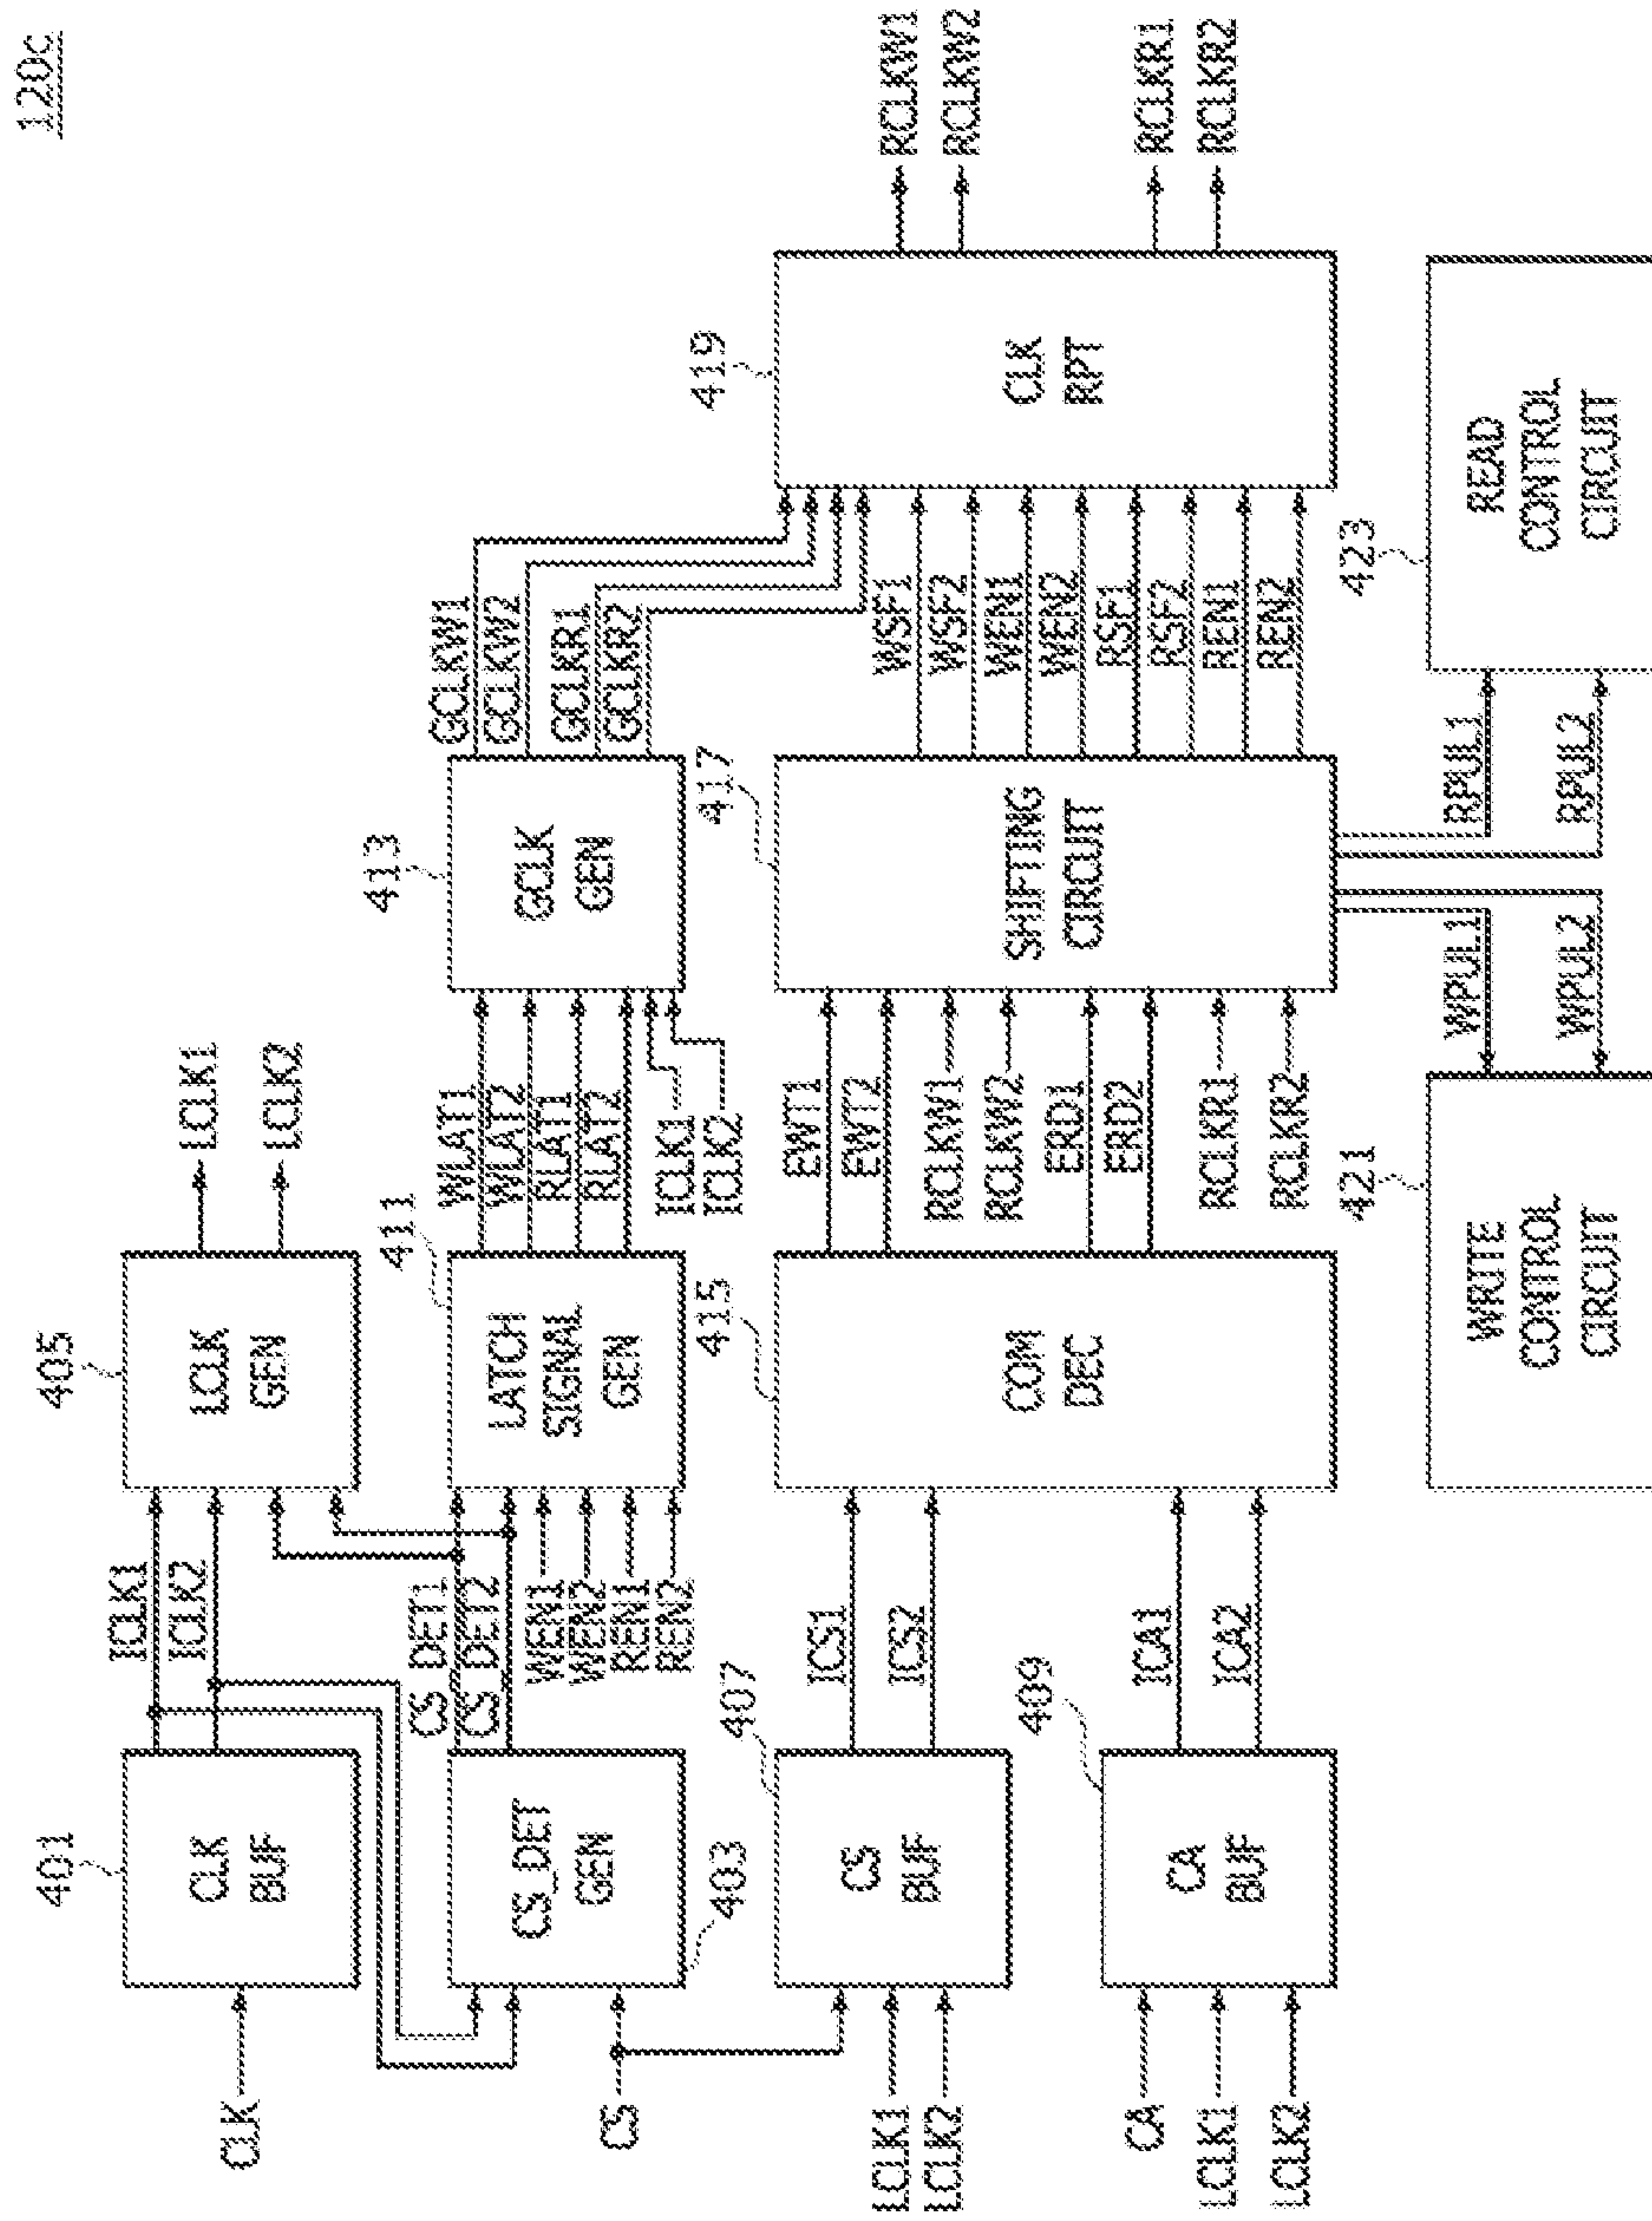 120c
401
CLK
BUF
CLK
ICLK1
ICLK2
405
LCLK
GEN
LCLK1
LCLK2
CS_DET
GEN
403
CS
CS_DET1
CS_DET2
WEN1
WEN2
REN1
REN2
411
LATCH
SIGNAL
GEN
WLAT1
WLAT2
RLAT1
RLAT2
ICLK1
ICLK2
413
GCLK
GEN
GCLKW1
GCLKW2
GCLKR1
GCLKR2
407
CS
BUF
LCLK1
LCLK2
ICS1
ICS2
409
CA
BUF
CA
LCLK1
LCLK2
ICA1
ICA2
415
COM
DEC
EWT1
EWT2
RCLKW1
RCLKW2
ERD1
ERD2
RCLKR1
RCLKR2
417
SHIFTING
CIRCUIT
WSF1
WSF2
WEN1
WEN2
RSF1
RSF2
REN1
REN2
419
CLK
RPT
RCLKW1
RCLKW2
RCLKR1
RCLKR2
421
WRITE
CONTROL
CIRCUIT
WPUL1
WPUL2
RPUL1
RPUL2
423
READ
CONTROL
CIRCUIT